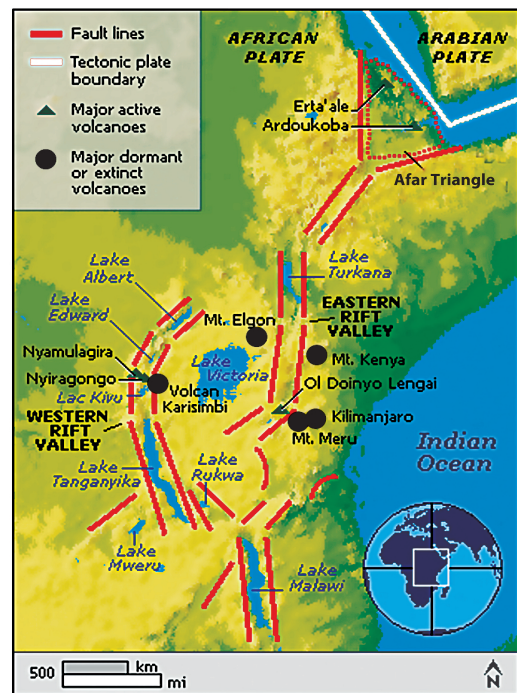 Fault lines
Tectonic plate
boundary
Major active
volcanoes
Major dormant
or extinct
volcanoes
AFRICAN
PLATE
ARABIAN
PLATE
Erta'ale
Ardoukoba
Afar Triangle
Lake
Turkana
Lake
Albert
Lake
Edward
EASTERN
RIFT
VALLEY
Mt. Elgon
Nyamulagira
Lake
Victoria
Mt. Kenya
Nyiragongo
Ol Doinyo Lengai
Lac Kivu
Volcan
Karisimbi
WESTERN
RIFT
VALLEY
Kilimanjaro
Mt. Meru
Indian
Ocean
Lake
Tanganyika
Lake
Rukwa
Lake
Mweru
Lake
Malawi
500
km
mi
N